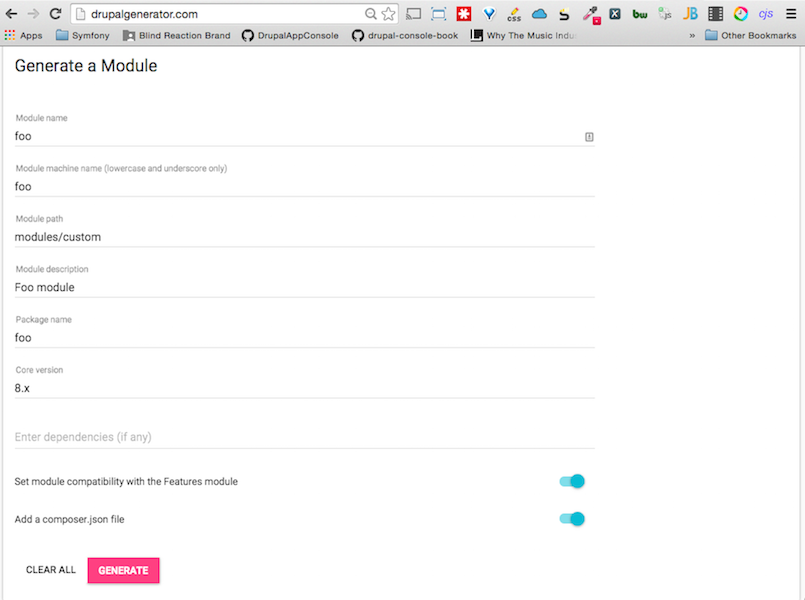 drupalgenerator.com
Apps Symfony Blind Reaction Brand DrupalAppConsole drupal-console-book Why The Music Indu » Other Bookmarks
Generate a Module
Module name
foo
Module machine name (lowercase and underscore only)
foo
Module path
modules/custom
Module description
Foo module
Package name
foo
Core version
8.x
Enter dependencies (if any)
Set module compatibility with the Features module
Add a composer.json file
CLEAR ALL GENERATE